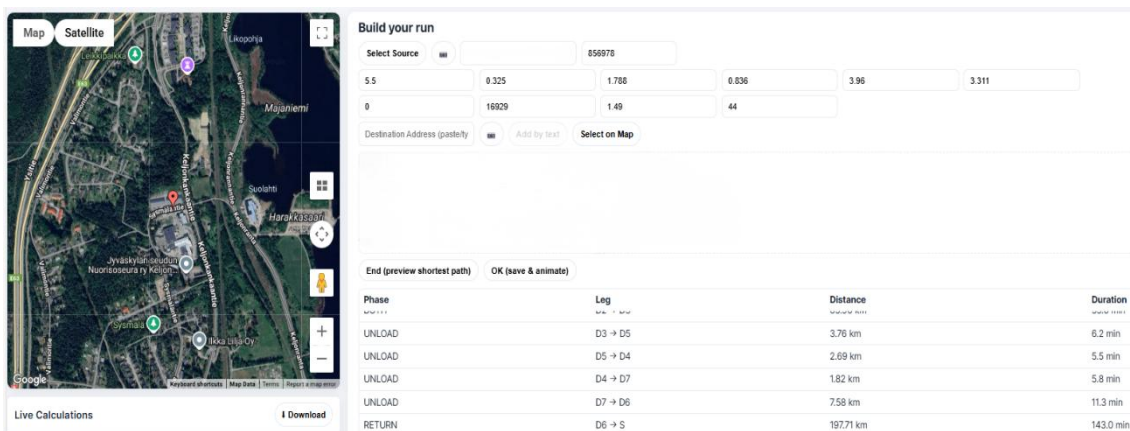 Map Satellite
Likopohja
Leikkipaikka
Majaniemi
Keljonkankaantie
Keljonrannantie
Ysitie
Valimontie
Suolahti
Harakkasaari
Jyväskylän seudun
Nuorisoseura ry Keljon...
Keljonkankaantie
Keljonranta
Sysmälä
Ilkka Lilja Oy
Google
Keyboard shortcuts Map Data Terms Report a map error
Live Calculations
Download
Build your run
Select Source 856978
5.5 0.325 1.788 0.836 3.96 3.311
0 16929 1.49 44
Destination Address (paste/ty Add by text Select on Map
End (preview shortest path) OK (save & animate)
Phase Leg Distance Duration
UNLOAD D3 → D5 3.76 km 6.2 min
UNLOAD D5 → D4 2.69 km 5.5 min
UNLOAD D4 → D7 1.82 km 5.8 min
UNLOAD D7 → D6 7.58 km 11.3 min
RETURN D6 → S 197.71 km 143.0 min